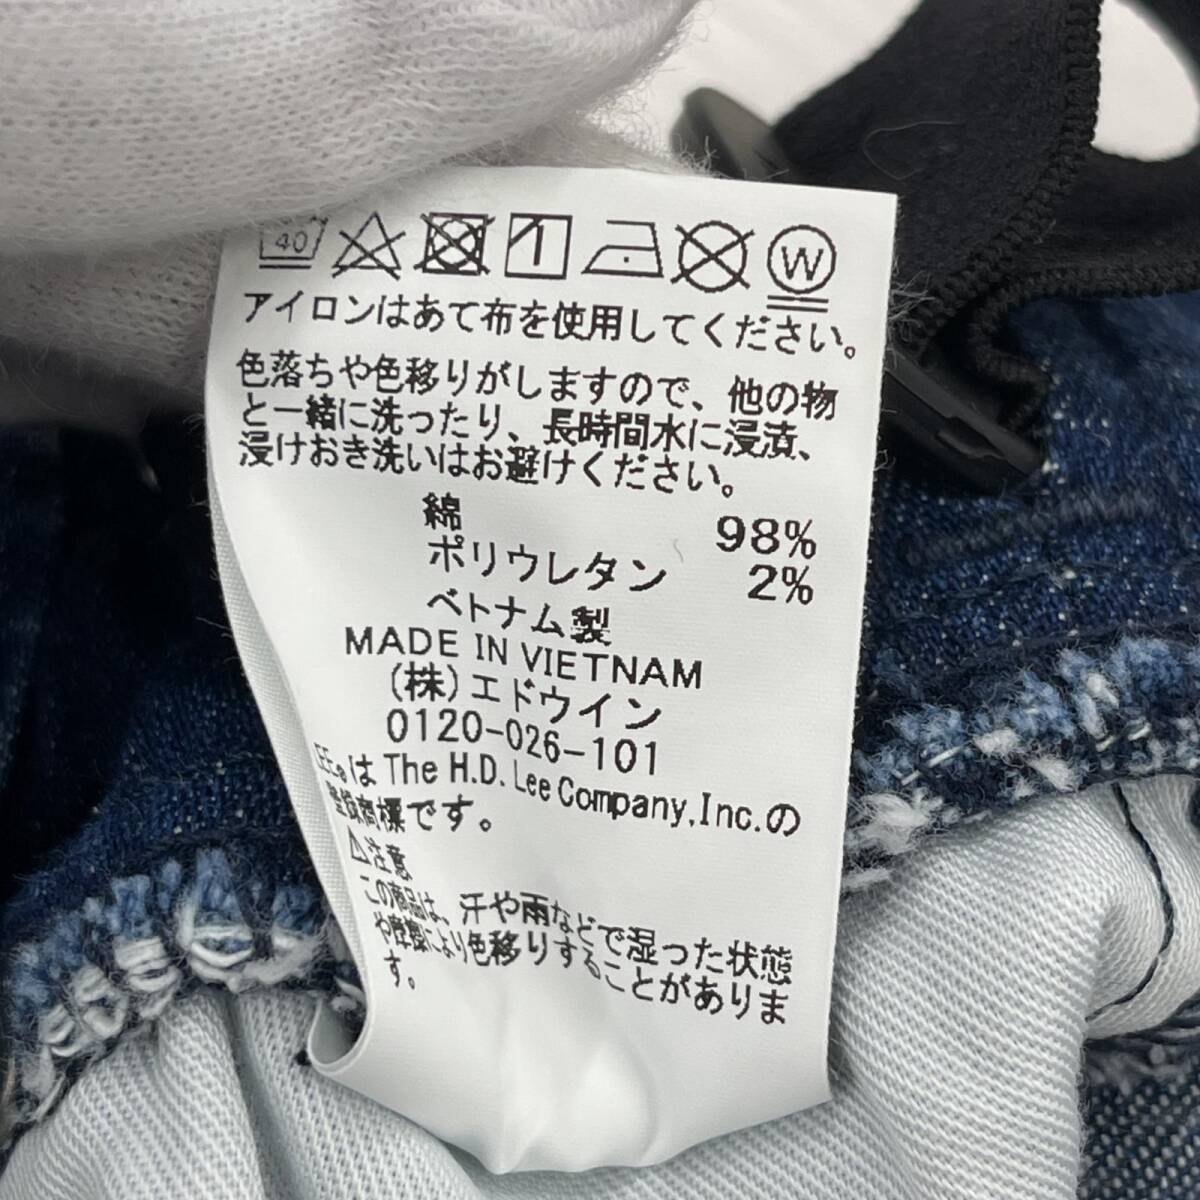 40
W
アイロンはあて布を使用してください。
色落ちや色移りがしますので、他の物
と一緒に洗ったり、長時間水に浸漬、
浸けおき洗いはお避けください。
綿 98%
ポリウレタン 2%
ベトナム製
MADE IN VIETNAM
(株)エドウイン
0120-026-101
LEE®は The H.D. Lee Company,Inc.の
登録商標です。
⚠注意
この商品は、汗や雨などで湿った状態
や摩擦により色移りすることがありま
す。